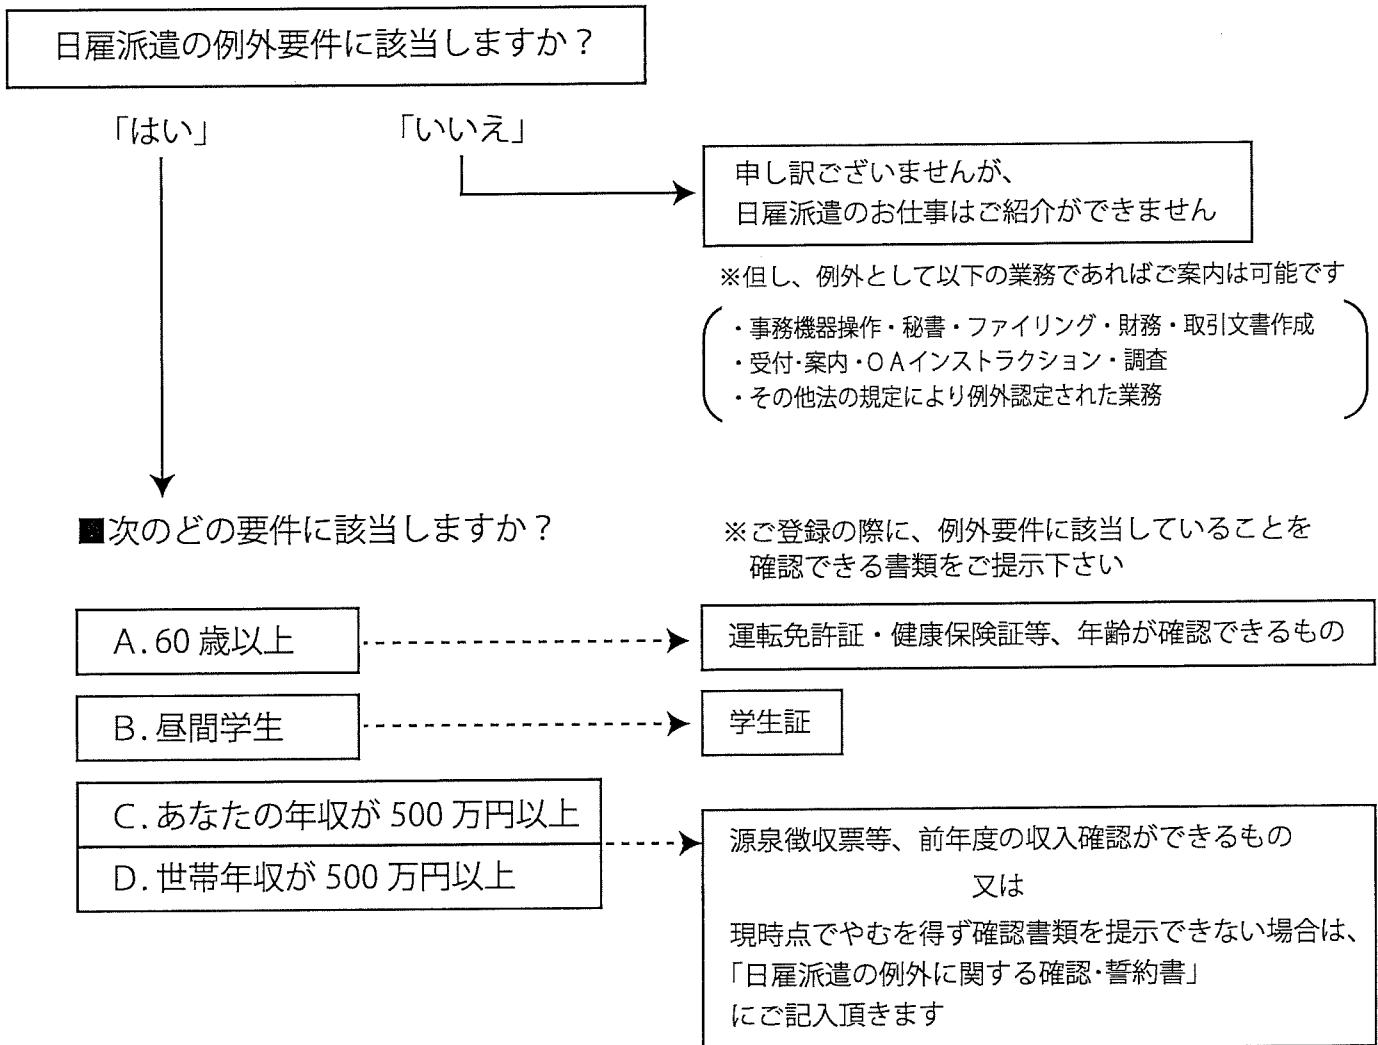 日雇派遣の例外要件に該当しますか？
「はい」
「いいえ」
申し訳ございませんが、
日雇派遣のお仕事はご紹介ができません
※但し、例外として以下の業務であればご案内は可能です
・事務機器操作・秘書・ファイリング・財務・取引文書作成
・受付・案内・ＯＡインストラクション・調査
・その他法の規定により例外認定された業務
■次のどの要件に該当しますか？
※ご登録の際に、例外要件に該当していることを
確認できる書類をご提示下さい
Ａ.60 歳以上
運転免許証・健康保険証等、年齢が確認できるもの
Ｂ.昼間学生
学生証
Ｃ.あなたの年収が 500 万円以上
Ｄ.世帯年収が 500 万円以上
源泉徴収票等、前年度の収入確認ができるもの
又は
現時点でやむを得ず確認書類を提示できない場合は、
「日雇派遣の例外に関する確認・誓約書」
にご記入頂きます